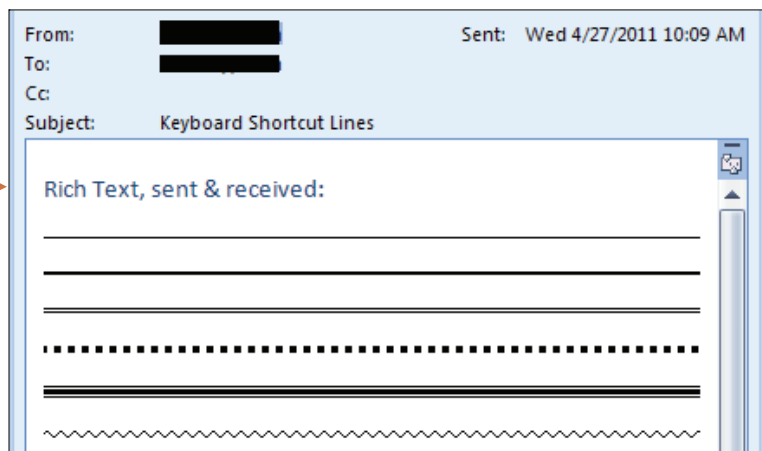 From: Sent: Wed 4/27/2011 10:09 AM
To:
Cc:
Subject: Keyboard Shortcut Lines
Rich Text, sent & received: